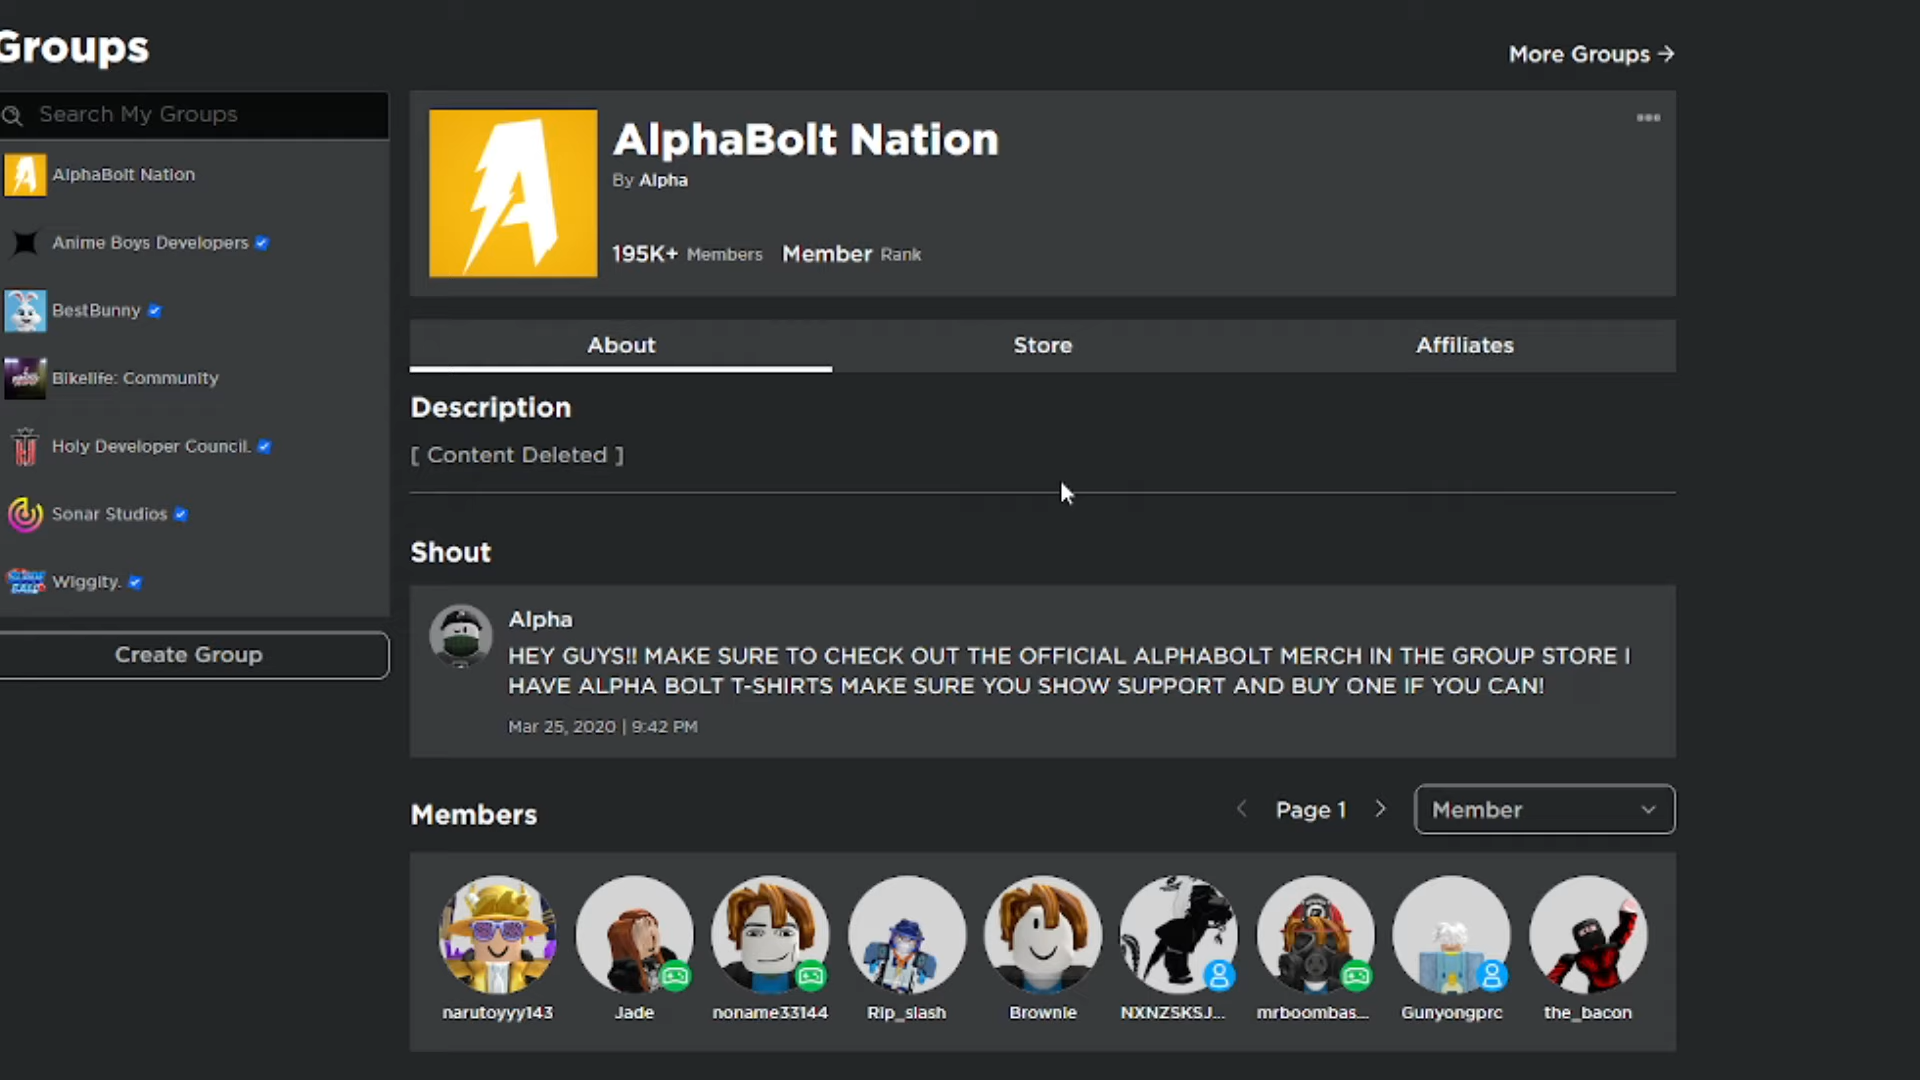 Groups
More Groups →
Search My Groups
AlphaBolt Nation
Anime Boys Developers
BestBunny
Bikelife: Community
Holy Developer Council.
Sonar Studios
Wiggity.
Create Group
AlphaBolt Nation
By Alpha
195K+ Members Member Rank
About Store Affiliates
Description
[ Content Deleted ]
Shout
Alpha
HEY GUYS!! MAKE SURE TO CHECK OUT THE OFFICIAL ALPHABOLT MERCH IN THE GROUP STORE I
HAVE ALPHA BOLT T-SHIRTS MAKE SURE YOU SHOW SUPPORT AND BUY ONE IF YOU CAN!
Mar 25, 2020 | 9:42 PM
Members
Page 1
Member
narutoyyy143 Jade noname33144 Rip_slash Brownie NXNZSKSJ... mrboombas... Gunyongprc the_bacon